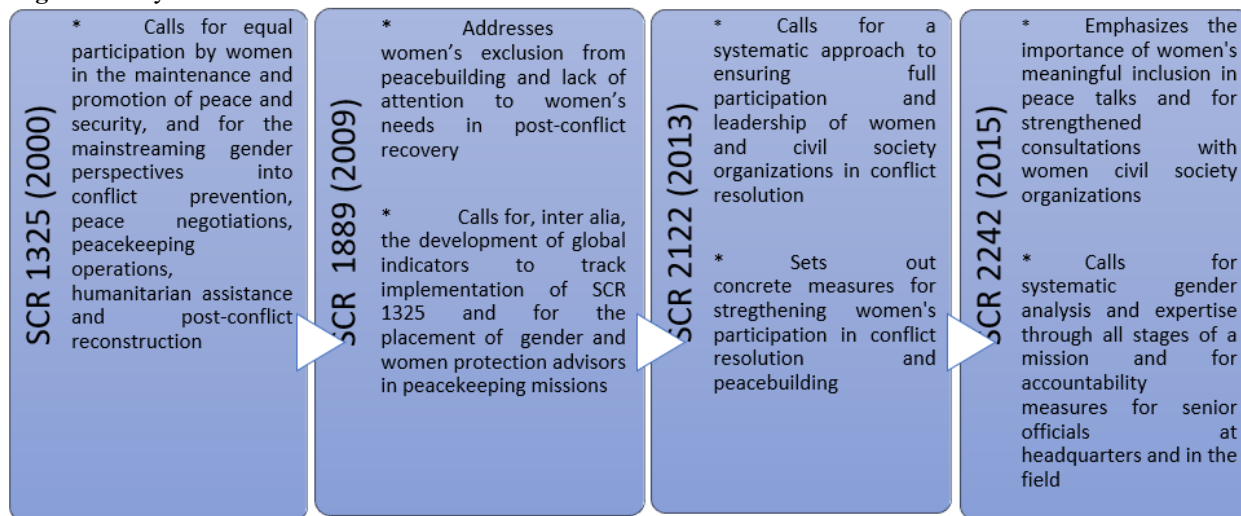 SCR 1325 (2000)
* Calls for equal
participation by women
in the maintenance and
promotion of peace and
security, and for the
mainstreaming gender
perspectives into
conflict prevention,
peace negotiations,
peacekeeping
operations,
humanitarian assistance
and post-conflict
reconstruction
SCR 1889 (2009)
* Addresses
women’s exclusion from
peacebuilding and lack of
attention to women’s
needs in post-conflict
recovery
* Calls for, inter alia,
the development of global
indicators to track
implementation of SCR
1325 and for the
placement of gender and
women protection advisors
in peacekeeping missions
SCR 2122 (2013)
* Calls for a
systematic approach to
ensuring full
participation and
leadership of women
and civil society
organizations in conflict
resolution
* Sets out
concrete measures for
stregthening women's
participation in conflict
resolution and
peacebuilding
SCR 2242 (2015)
* Emphasizes the
importance of women's
meaningful inclusion in
peace talks and for
strengthened
consultations with
women civil society
organizations
* Calls for
systematic gender
analysis and expertise
through all stages of a
mission and for
accountability
measures for senior
officials at
headquarters and in the
field